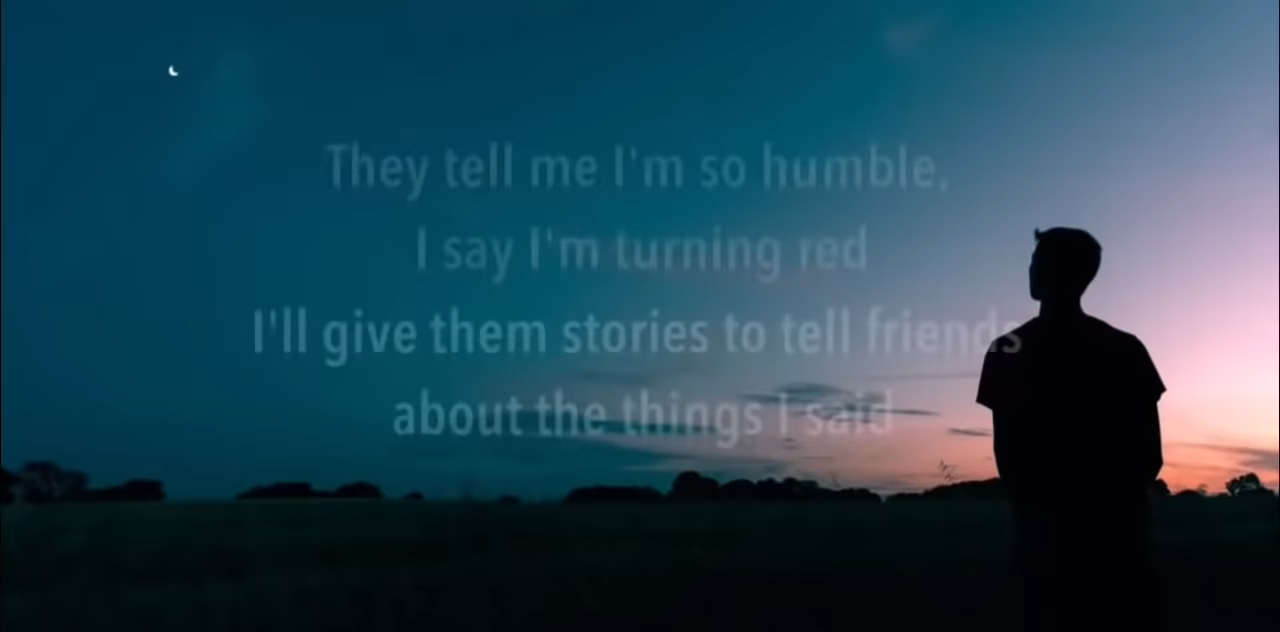 They tell me I'm so humble,
I say I'm turning red
I'll give them stories to tell friends
about the things I said